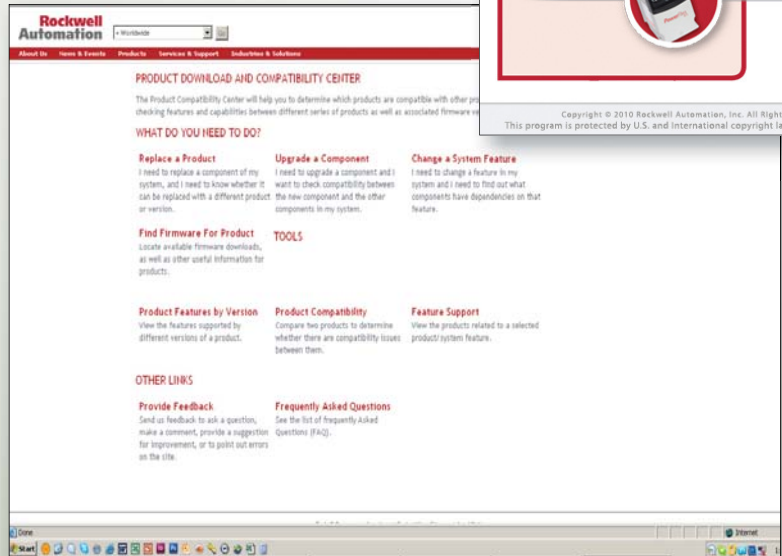 Rockwell
Automation
Worldwide
About Us News & Events Products Services & Support Industries & Solutions
PRODUCT DOWNLOAD AND COMPATIBILITY CENTER
The Product Compatibility Center will help you to determine which products are compatible with other pro
checking features and capabilities between different series of products as well as associated firmware ve
WHAT DO YOU NEED TO DO?
Replace a Product
I need to replace a component of my
system, and I need to know whether it
can be replaced with a different product
or version.
Upgrade a Component
I need to upgrade a component and I
want to check compatibility between
the new component and the other
components in my system.
Change a System Feature
I need to change a feature in my
system and I need to find out what
components have dependencies on that
feature.
Find Firmware For Product
Locate available firmware downloads,
as well as other useful information for
products.
TOOLS
Product Features by Version
View the features supported by
different versions of a product.
Product Compatibility
Compare two products to determine
whether there are compatibility issues
between them.
Feature Support
View the products related to a selected
product/system feature.
OTHER LINKS
Provide Feedback
Send us feedback to ask a question,
make a comment, provide a suggestion
for improvement, or to point out errors
on the site.
Frequently Asked Questions
See the list of Frequently Asked
Questions (FAQ).
Copyright © 2010 Rockwell Automation, Inc. All Right
This program is protected by U.S. and international copyright la
Done
Internet
Start